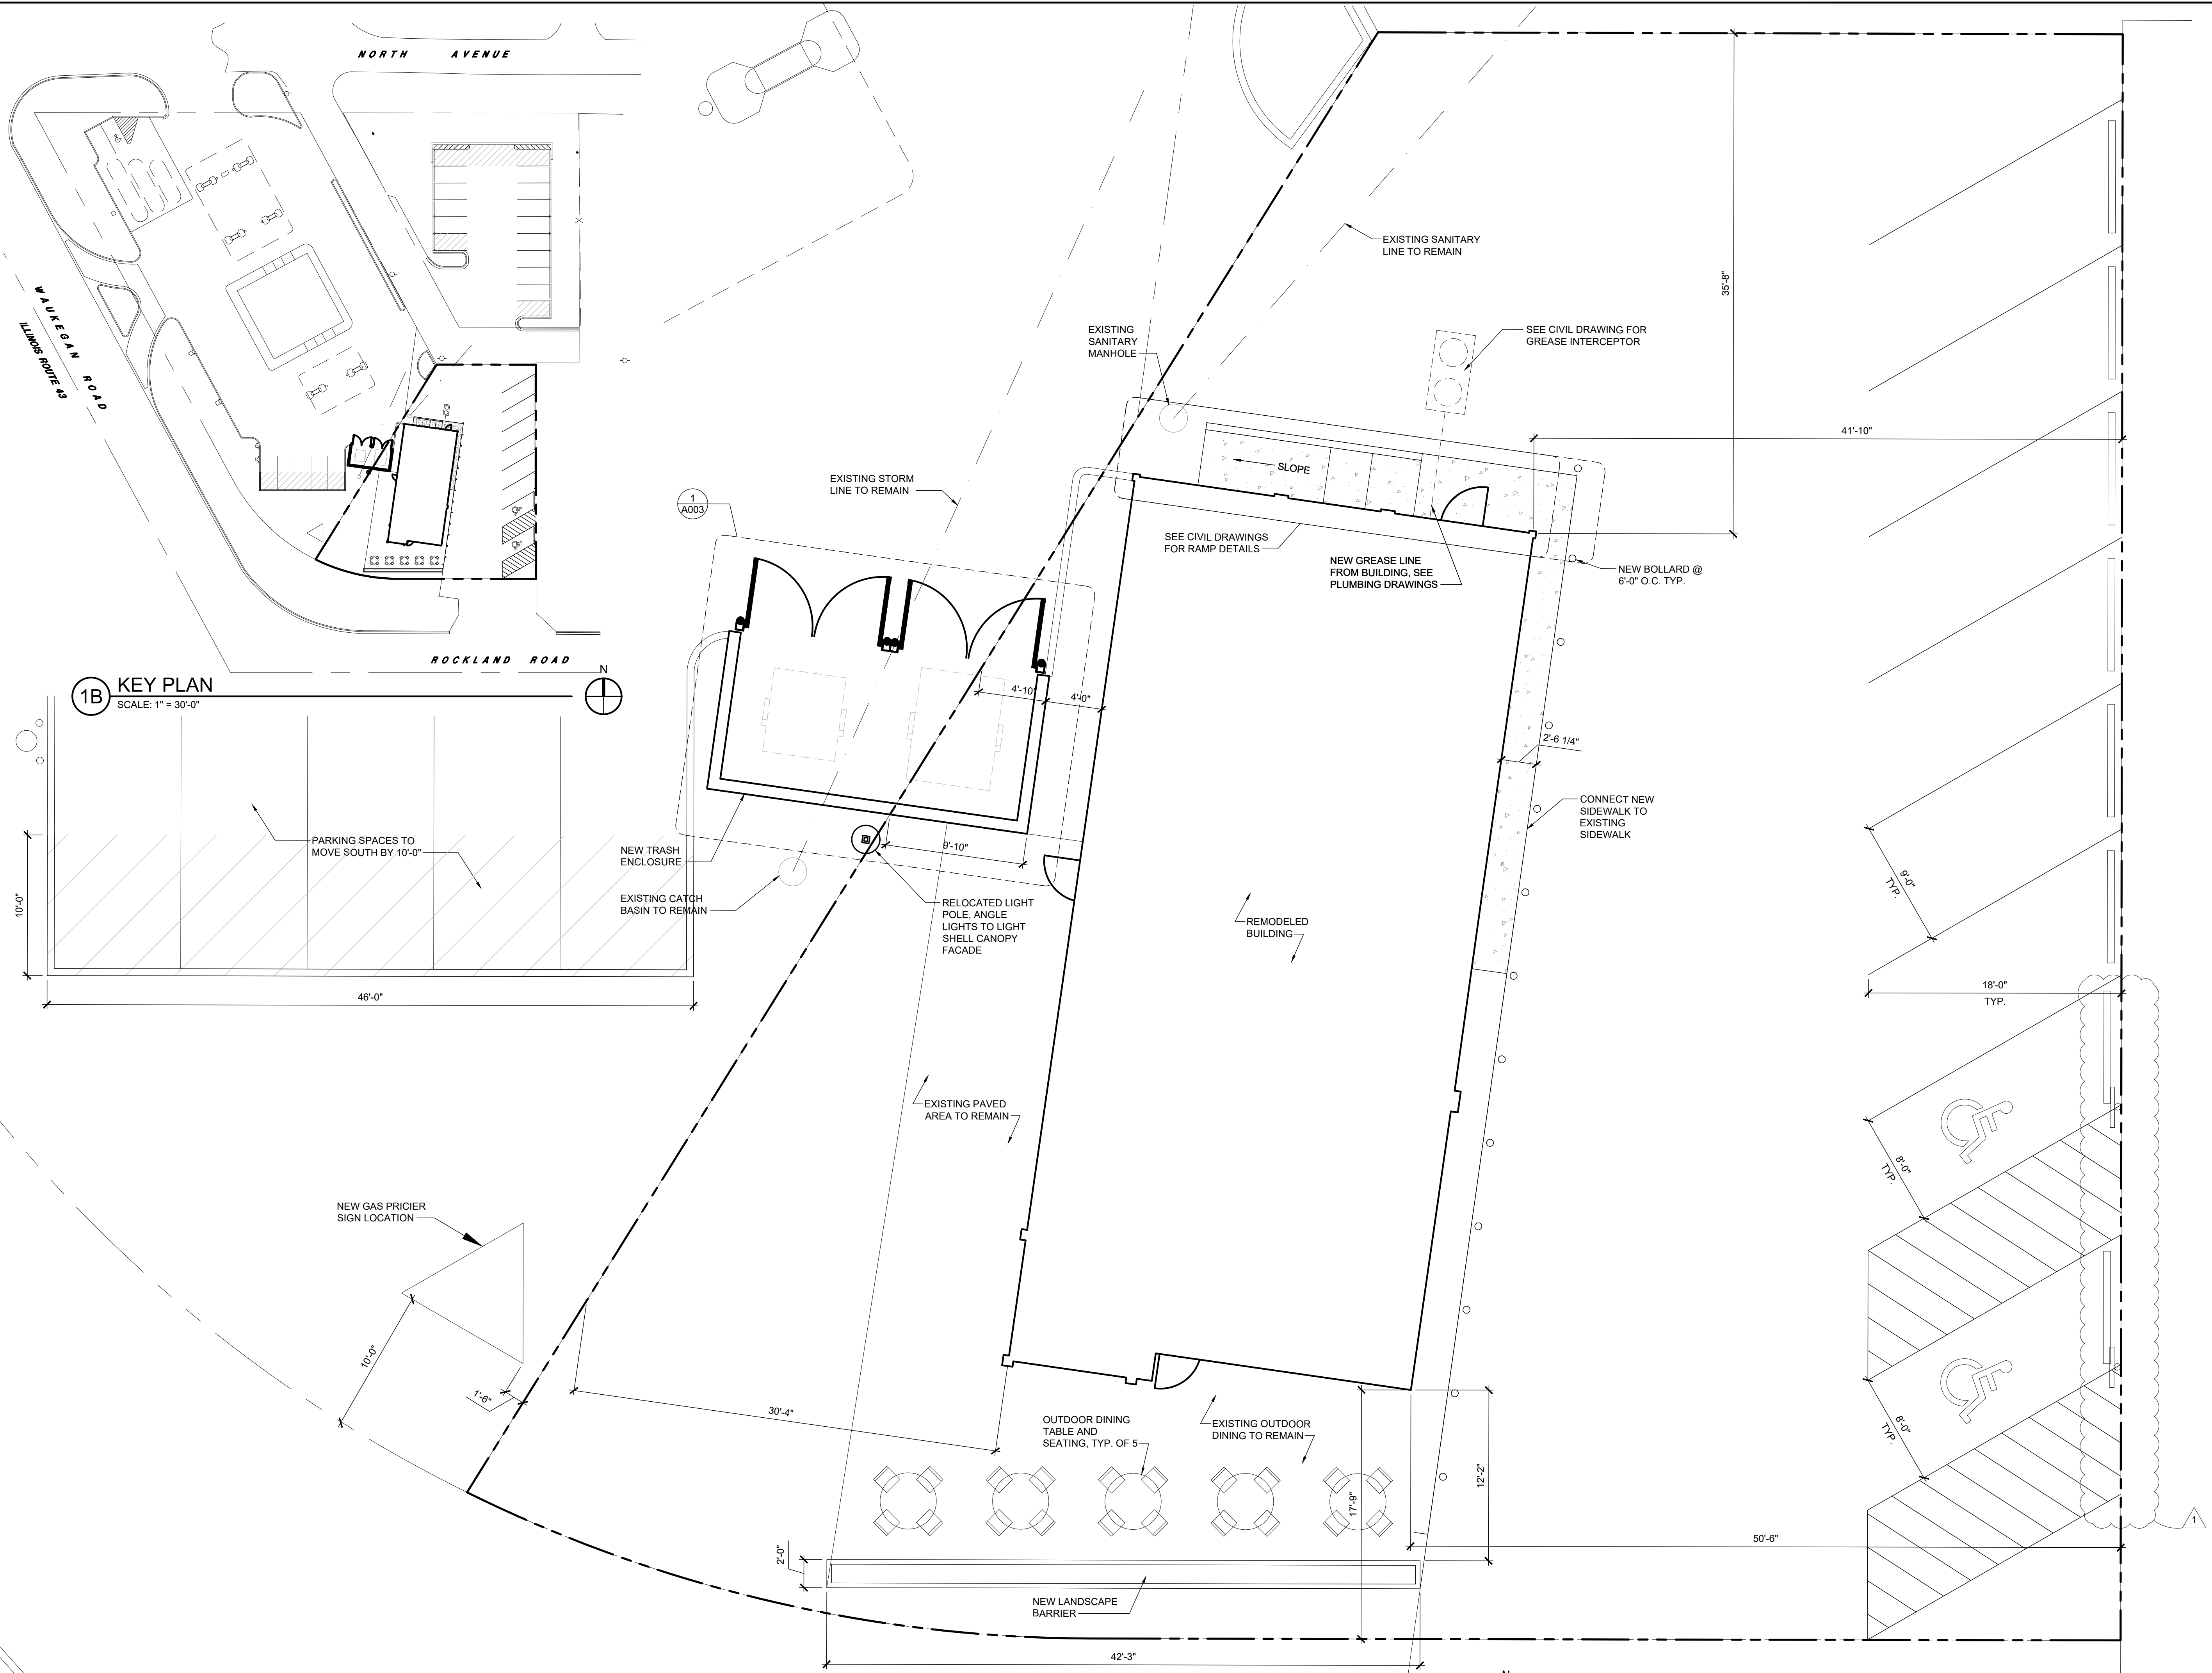 NORTH AVENUE
WAUKEGAN ROAD
ILLINOIS ROUTE 43
ROCKLAND ROAD
1B
KEY PLAN
SCALE: 1" = 30'-0"
N
PARKING SPACES TO
MOVE SOUTH BY 10'-0"
10'-0"
46'-0"
1
A003
EXISTING STORM
LINE TO REMAIN
EXISTING
SANITARY
MANHOLE
EXISTING SANITARY
LINE TO REMAIN
SEE CIVIL DRAWING FOR
GREASE INTERCEPTOR
35'-8"
41'-10"
SLOPE
SEE CIVIL DRAWINGS
FOR RAMP DETAILS
NEW GREASE LINE
FROM BUILDING, SEE
PLUMBING DRAWINGS
NEW BOLLARD @
6'-0" O.C. TYP.
4'-10"
4'-0"
2'-6 1/4"
CONNECT NEW
SIDEWALK TO
EXISTING
SIDEWALK
NEW TRASH
ENCLOSURE
9'-10"
EXISTING CATCH
BASIN TO REMAIN
RELOCATED LIGHT
POLE, ANGLE
LIGHTS TO LIGHT
SHELL CANOPY
FACADE
REMODELED
BUILDING
9'-0"
TYP.
18'-0"
TYP.
EXISTING PAVED
AREA TO REMAIN
8'-0"
TYP.
NEW GAS PRICIER
SIGN LOCATION
10'-0"
1'-6"
30'-4"
OUTDOOR DINING
TABLE AND
SEATING, TYP. OF 5
EXISTING OUTDOOR
DINING TO REMAIN
8'-0"
TYP.
12'-2"
17'-9"
50'-6"
1
2'-0"
NEW LANDSCAPE
BARRIER
42'-3"
N